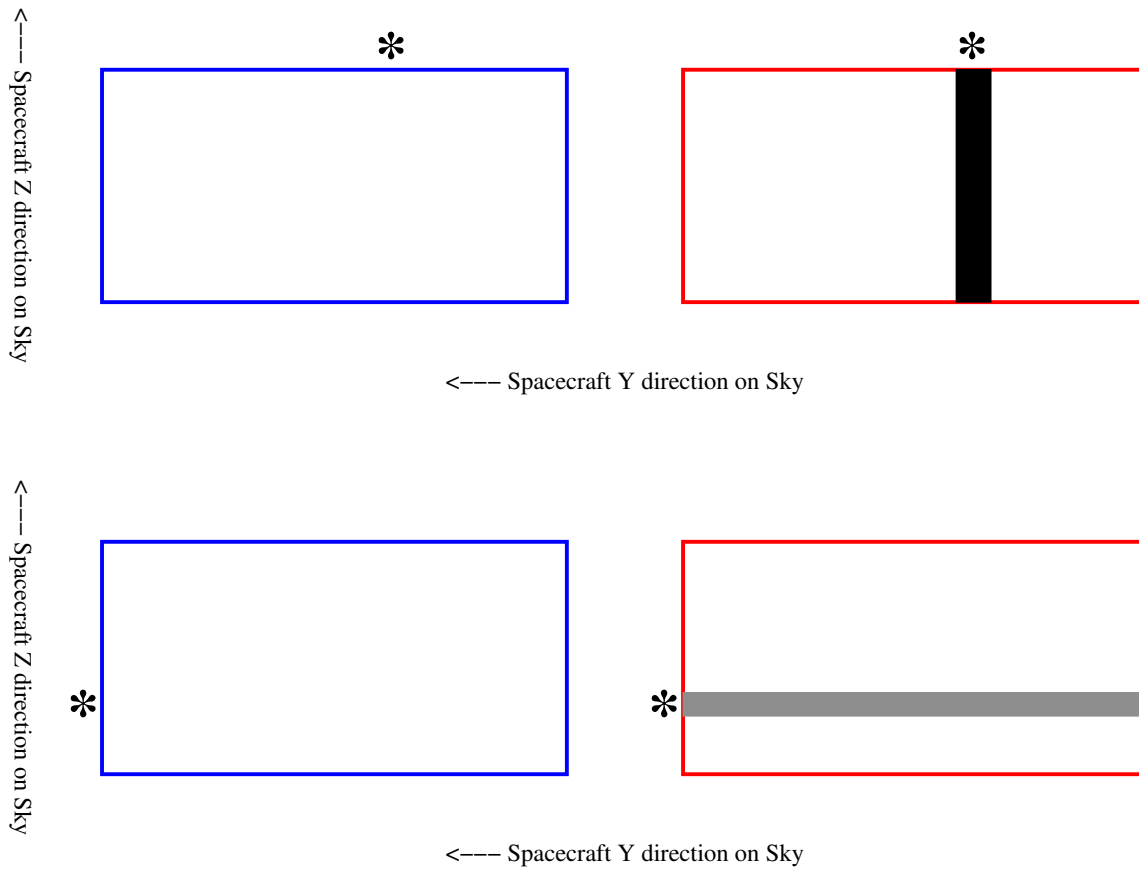 <--- Spacecraft Z direction on Sky
*
*
<--- Spacecraft Y direction on Sky
<--- Spacecraft Z direction on Sky
*
*
<--- Spacecraft Y direction on Sky